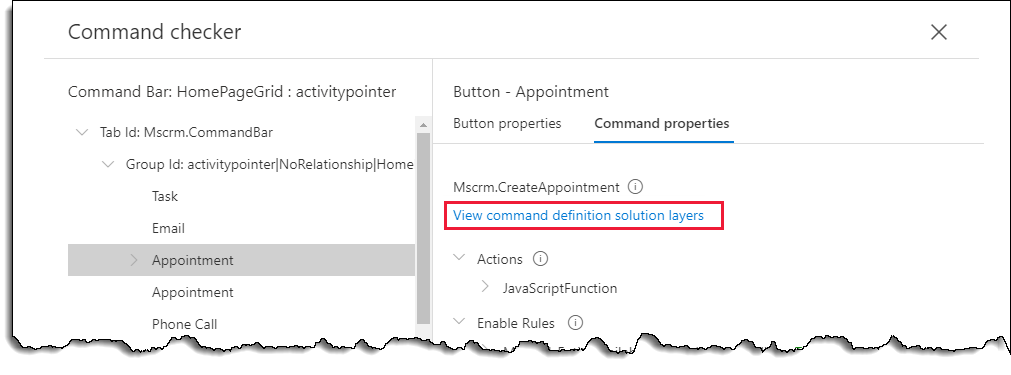 Command checker
Command Bar: HomePageGrid : activitypointer
Tab Id: Mscrm.CommandBar
Group Id: activitypointer|NoRelationship|Home
Task
Email
Appointment
Appointment
Phone Call
Button - Appointment
Button properties
Command properties
Mscrm.CreateAppointment
View command definition solution layers
Actions
JavaScriptFunction
Enable Rules